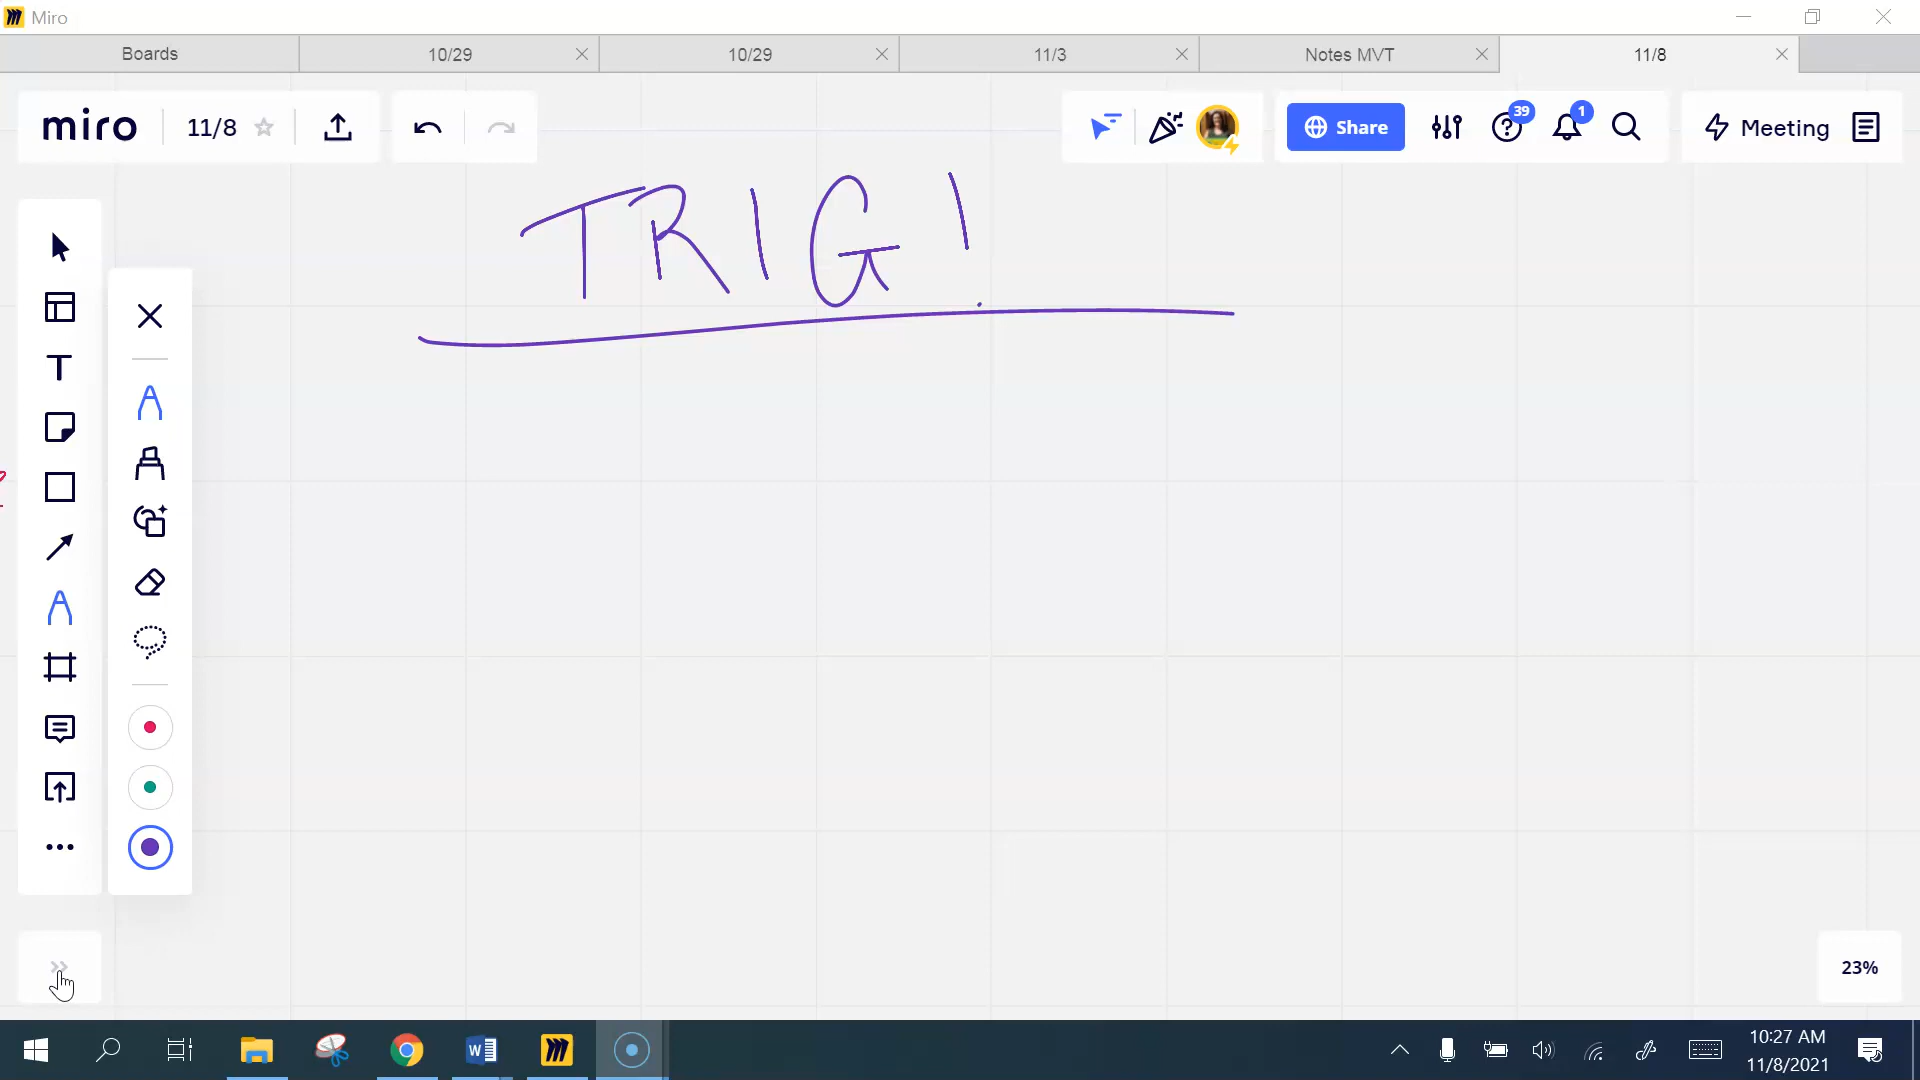 Miro
Boards 10/29 10/29 11/3 Notes MVT 11/8
miro 11/8 Share 39 1 Meeting
TRIG!
T
23%
10:27 AM
11/8/2021